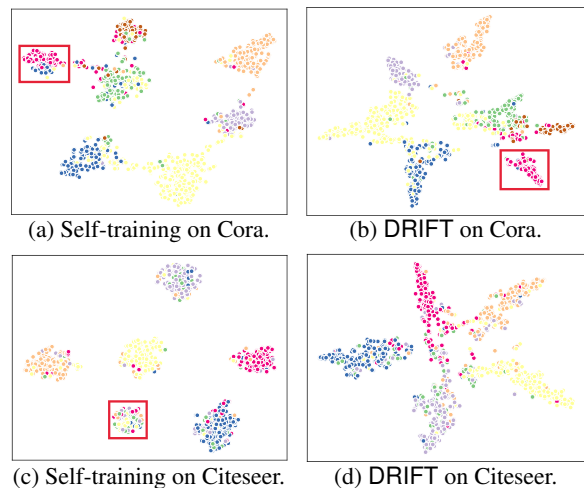 (a) Self-training on Cora.
(b) DRIFT on Cora.
(c) Self-training on Citeseer.
(d) DRIFT on Citeseer.